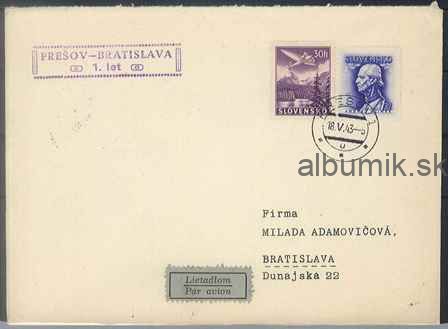 PREŠOV—BRATISLAVA
1. let
30h
SLOVENSKO
SLOVENSKO
18.V.43-8
albumik.sk
Firma
MILADA ADAMOVIČOVÁ,
BRATISLAVA
Dunajská 22
Lietadlom
Par avion